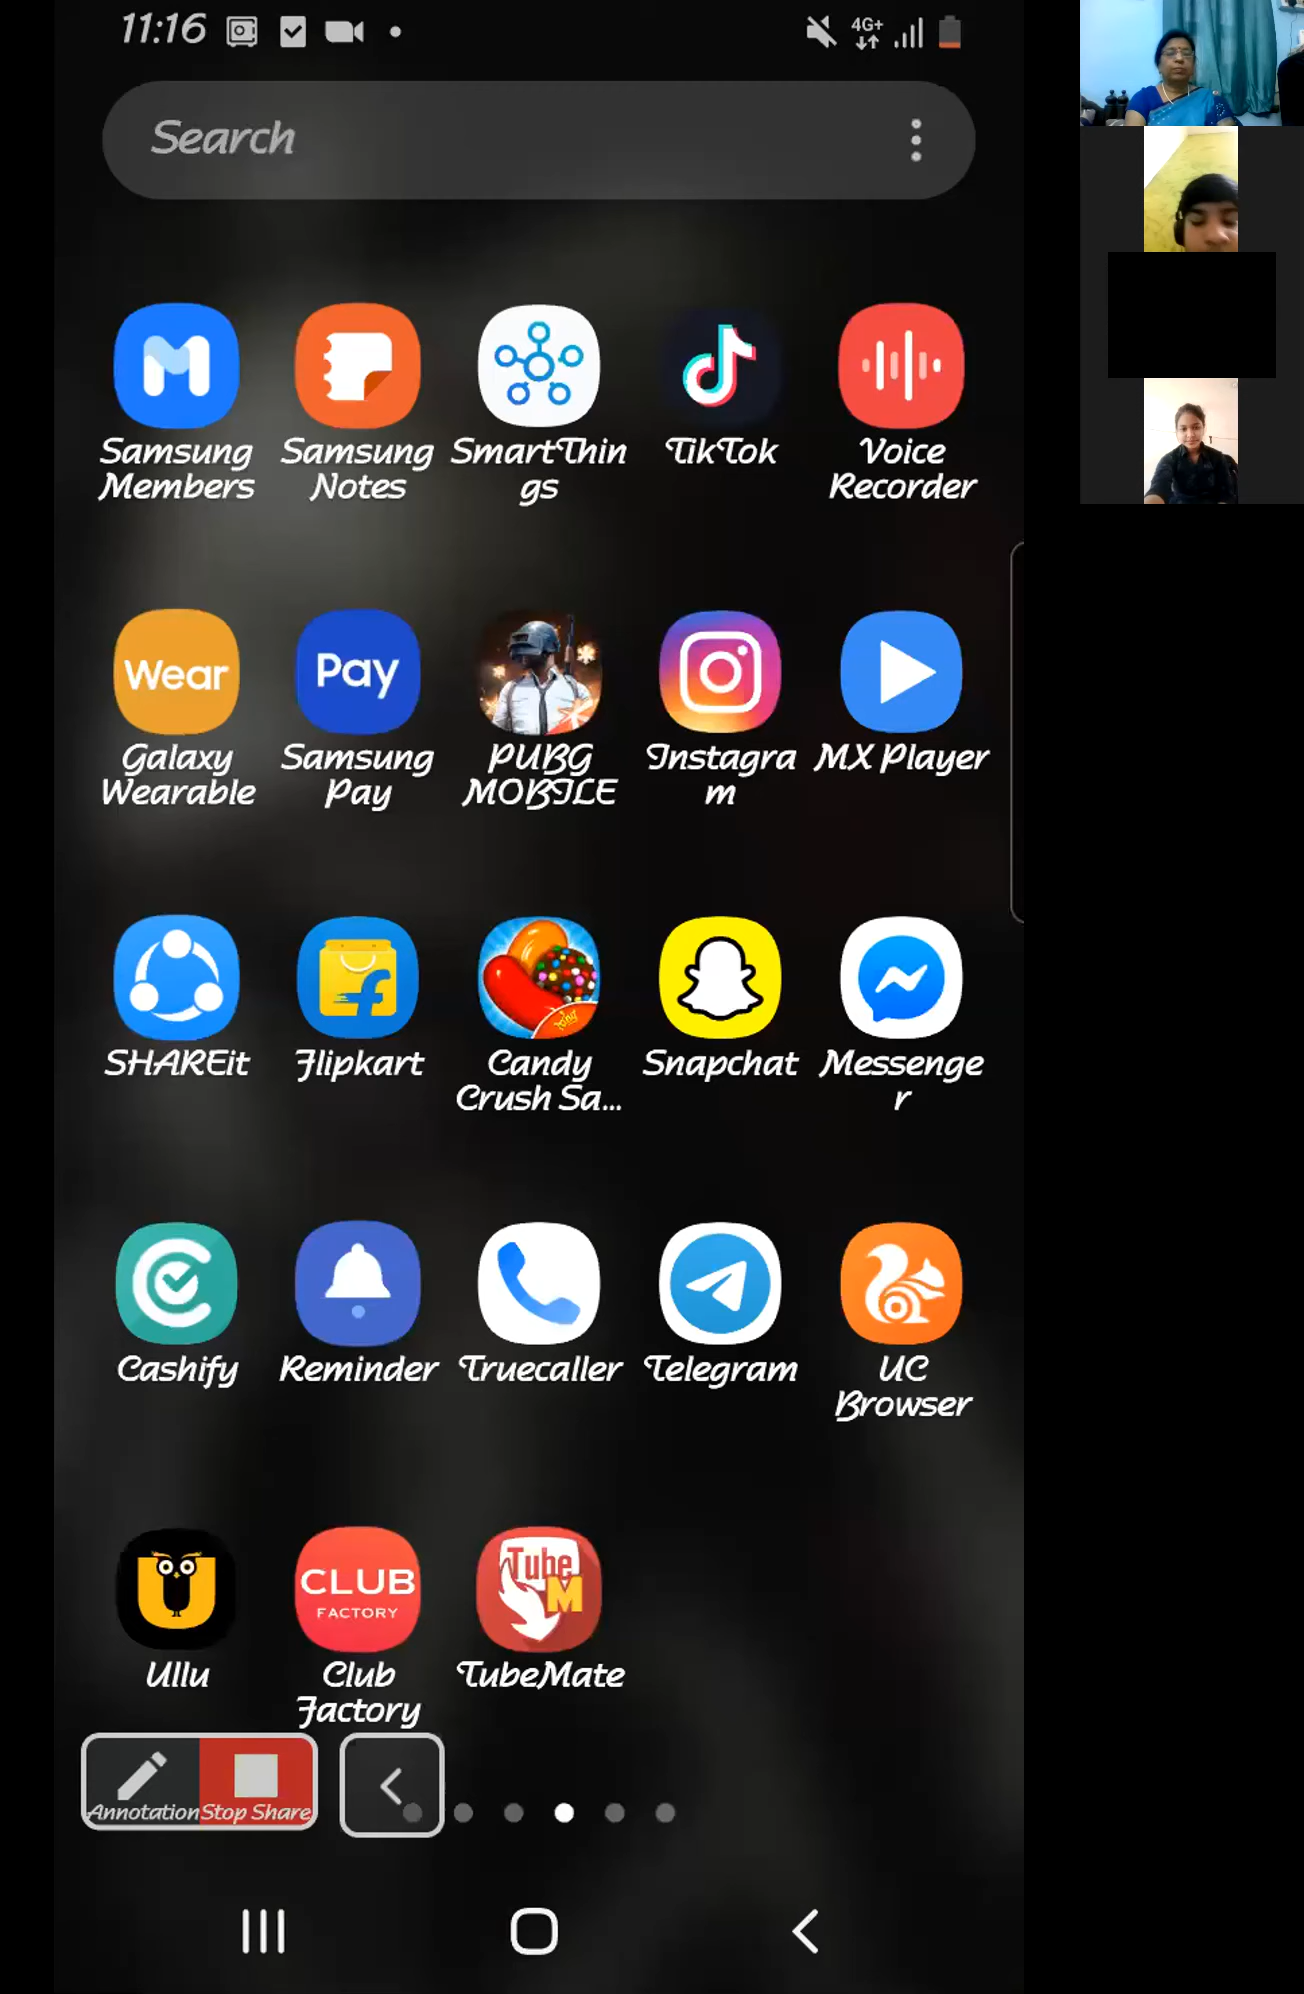 11:16
4G+
Search
Samsung
Members
Samsung
Notes
SmartThin
gs
TikTok
Voice
Recorder
Wear
Pay
Galaxy
Wearable
Samsung
Pay
PUBG
MOBILE
Instagra
m
MX Player
SHAREit
Flipkart
King
Candy
Crush Sa...
Snapchat
Messenge
r
Cashify
Reminder
Truecaller
Telegram
UC
Browser
CLUB
FACTORY
Tube
M
Ullu
Club
Factory
TubeMate
Annotation
Stop Share